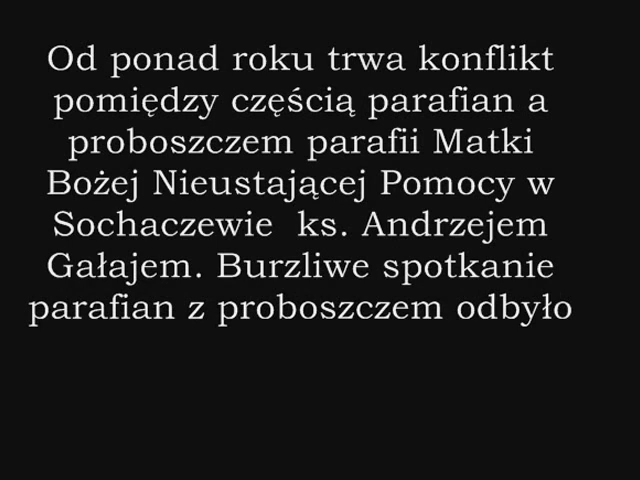 Od ponad roku trwa konflikt
pomiędzy częścią parafian a
proboszczem parafii Matki
Bożej Nieustającej Pomocy w
Sochaczewie ks. Andrzejem
Gałajem. Burzliwe spotkanie
parafian z proboszczem odbyło